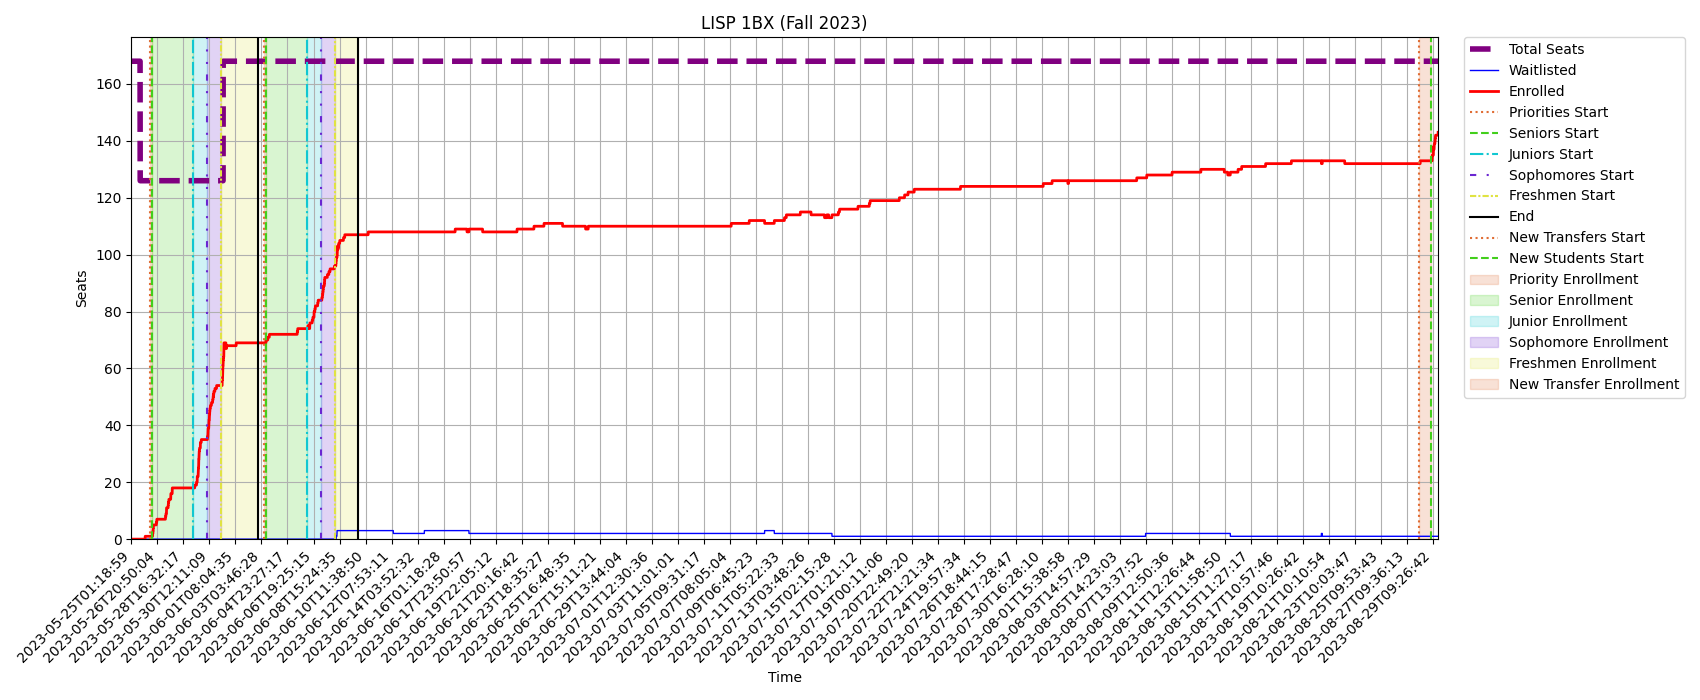 LISP 1BX (Fall 2023)
Seats
160
140
120
100
80
60
40
20
0
2023-05-25T01:18:59
2023-05-26T20:50:04
2023-05-28T16:32:17
2023-05-30T12:11:09
2023-06-01T08:04:35
2023-06-03T03:46:28
2023-06-04T23:27:17
2023-06-06T19:25:15
2023-06-08T15:24:35
2023-06-10T11:38:50
2023-06-12T07:53:11
2023-06-14T04:52:32
2023-06-16T01:18:28
2023-06-17T23:50:57
2023-06-19T22:05:12
2023-06-21T20:16:42
2023-06-23T18:35:27
2023-06-25T16:48:35
2023-06-27T15:11:21
2023-06-29T13:44:04
2023-07-01T12:30:36
2023-07-03T11:01:01
2023-07-05T09:31:17
2023-07-07T08:05:04
2023-07-09T06:45:23
2023-07-11T05:22:33
2023-07-13T03:48:26
2023-07-15T02:15:28
2023-07-17T01:21:12
2023-07-19T00:11:06
2023-07-20T22:49:20
2023-07-22T21:21:34
2023-07-24T19:57:34
2023-07-26T18:44:15
2023-07-28T17:28:47
2023-07-30T16:28:10
2023-08-01T15:38:58
2023-08-03T14:57:29
2023-08-05T14:23:03
2023-08-07T13:37:52
2023-08-09T12:50:36
2023-08-11T12:26:44
2023-08-13T11:58:50
2023-08-15T11:27:17
2023-08-17T10:57:46
2023-08-19T10:26:42
2023-08-21T10:10:54
2023-08-23T10:03:47
2023-08-25T09:53:43
2023-08-27T09:36:13
2023-08-29T09:26:42
Time
Total Seats
Waitlisted
Enrolled
Priorities Start
Seniors Start
Juniors Start
Sophomores Start
Freshmen Start
End
New Transfers Start
New Students Start
Priority Enrollment
Senior Enrollment
Junior Enrollment
Sophomore Enrollment
Freshmen Enrollment
New Transfer Enrollment